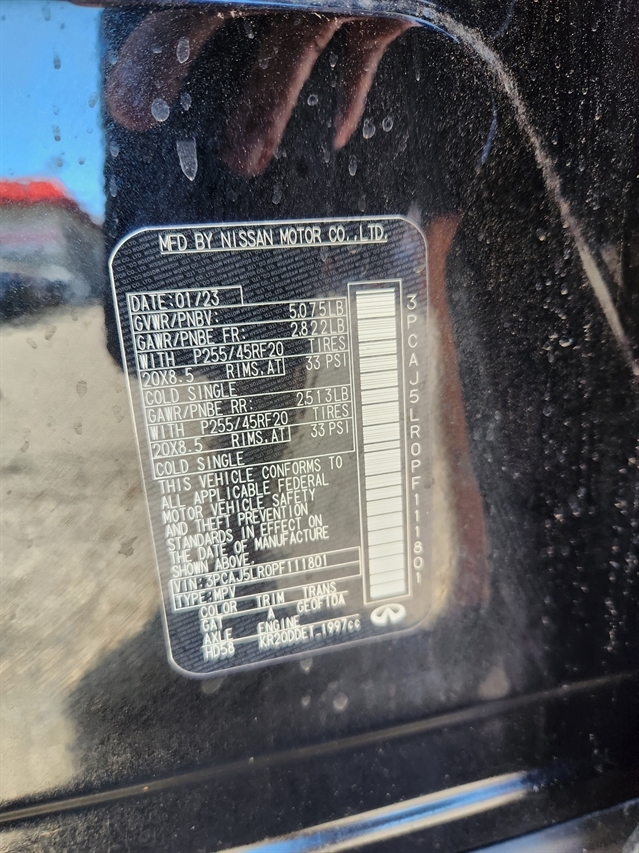 MFD BY NISSAN MOTOR CO.,LTD.
DATE:01/23
GVWR/PNBV: 5,075LB
GAWR/PNBE FR: 2,822LB
WITH P255/45RF20 TIRES
20X8.5 RIMS.AT 33 PSI
COLD SINGLE
GAWR/PNBE RR: 2,513LB
WITH P255/45RF20 TIRES
20X8.5 RIMS.AT 33 PSI
COLD SINGLE
THIS VEHICLE CONFORMS TO
ALL APPLICABLE FEDERAL
MOTOR VEHICLE SAFETY
AND THEFT PREVENTION
STANDARDS IN EFFECT ON
THE DATE OF MANUFACTURE
SHOWN ABOVE.
VIN:3PCAJ5LR0PF111801
TYPE:MPV
COLOR TRIM TRANS
GAT A GEOF10A
AXLE ENGINE
HD58 KR20DDET-1997cc
3PCAJ5LR0PF111801